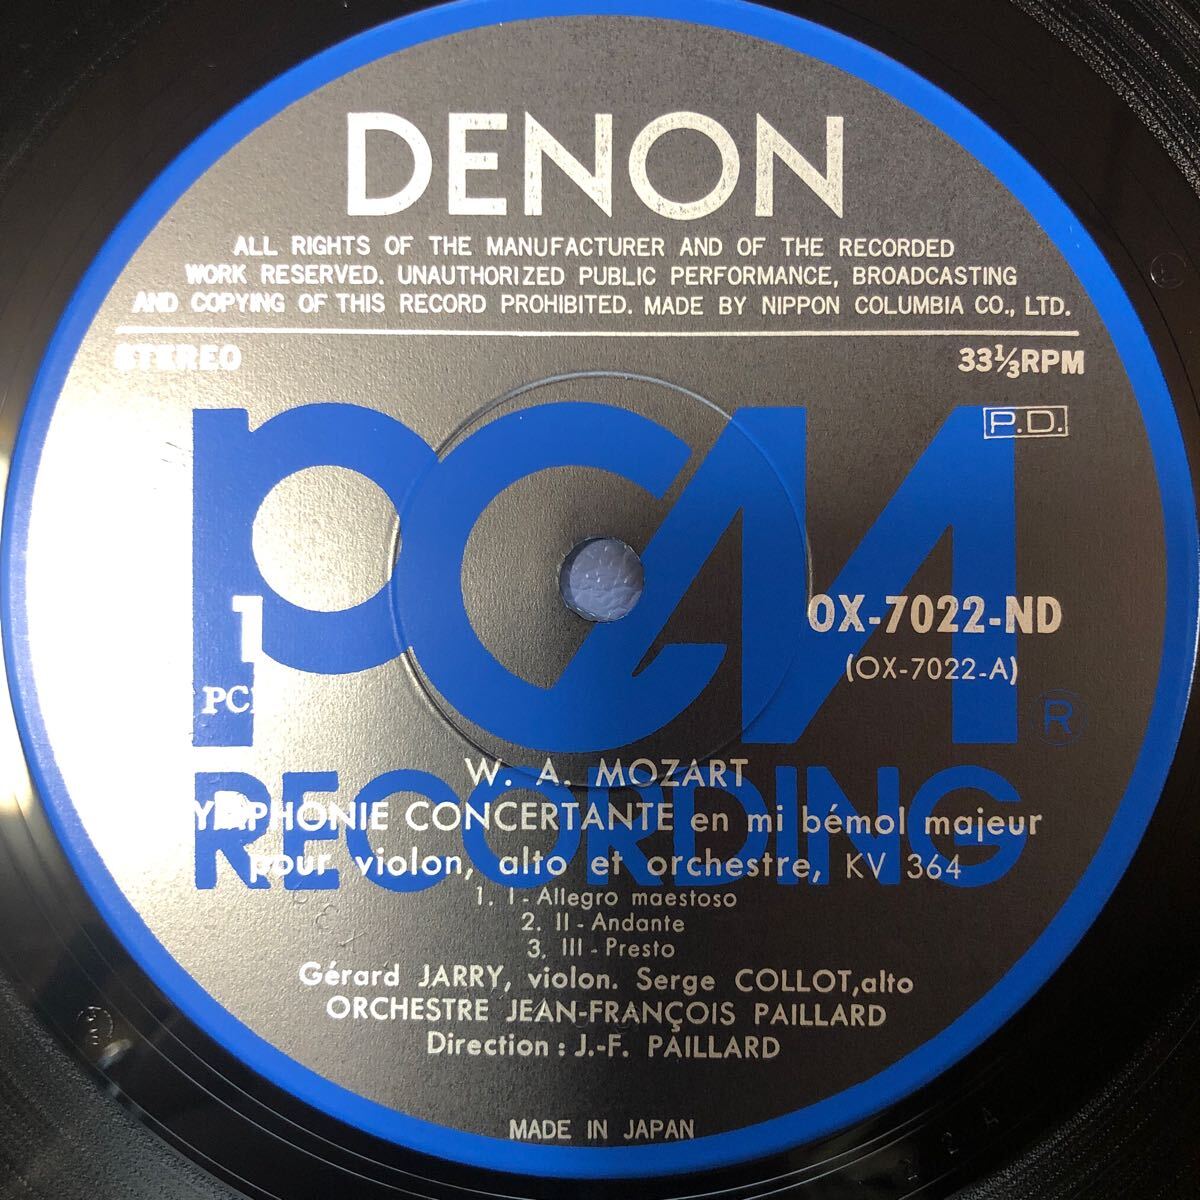 DENON
ALL RIGHTS OF THE MANUFACTURER AND OF THE RECORDED
WORK RESERVED. UNAUTHORIZED PUBLIC PERFORMANCE, BROADCASTING
AND COPYING OF THIS RECORD PROHIBITED. MADE BY NIPPON COLUMBIA CO., LTD.
STEREO
33⅓RPM
P.D.
PCM
RECORDING
®
1
OX-7022-ND
(OX-7022-A)
W. A. MOZART
YMPHONIE CONCERTANTE en mi bémol majeur
pour violon, alto et orchestre, KV 364
1. I-Allegro maestoso
2. II-Andante
3. III-Presto
Gérard JARRY, violon. Serge COLLOT, alto
ORCHESTRE JEAN-FRANÇOIS PAILLARD
Direction : J.-F. PAILLARD
MADE IN JAPAN